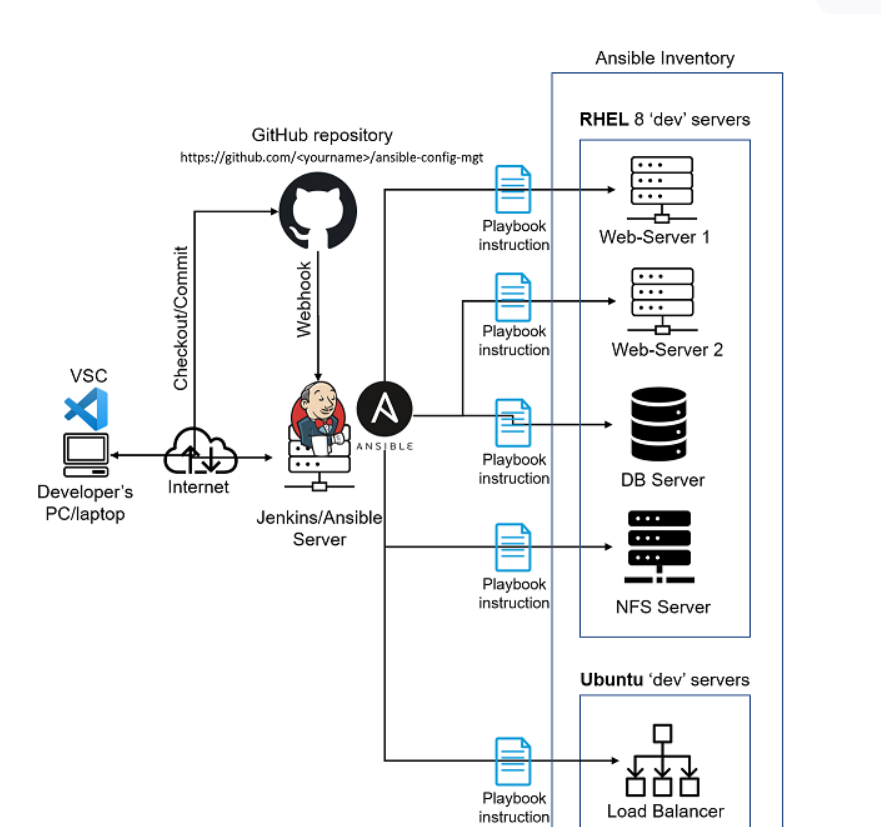 Ansible Inventory
RHEL 8 ‘dev’ servers
GitHub repository
https://github.com/<yourname>/ansible-config-mgt
Playbook
instruction
Web-Server 1
Checkout/Commit
Webhook
Playbook
instruction
Web-Server 2
VSC
ANSIBLE
Playbook
instruction
DB Server
Internet
Developer's
PC/laptop
Jenkins/Ansible
Server
Playbook
instruction
NFS Server
Ubuntu ‘dev’ servers
Playbook
instruction
Load Balancer